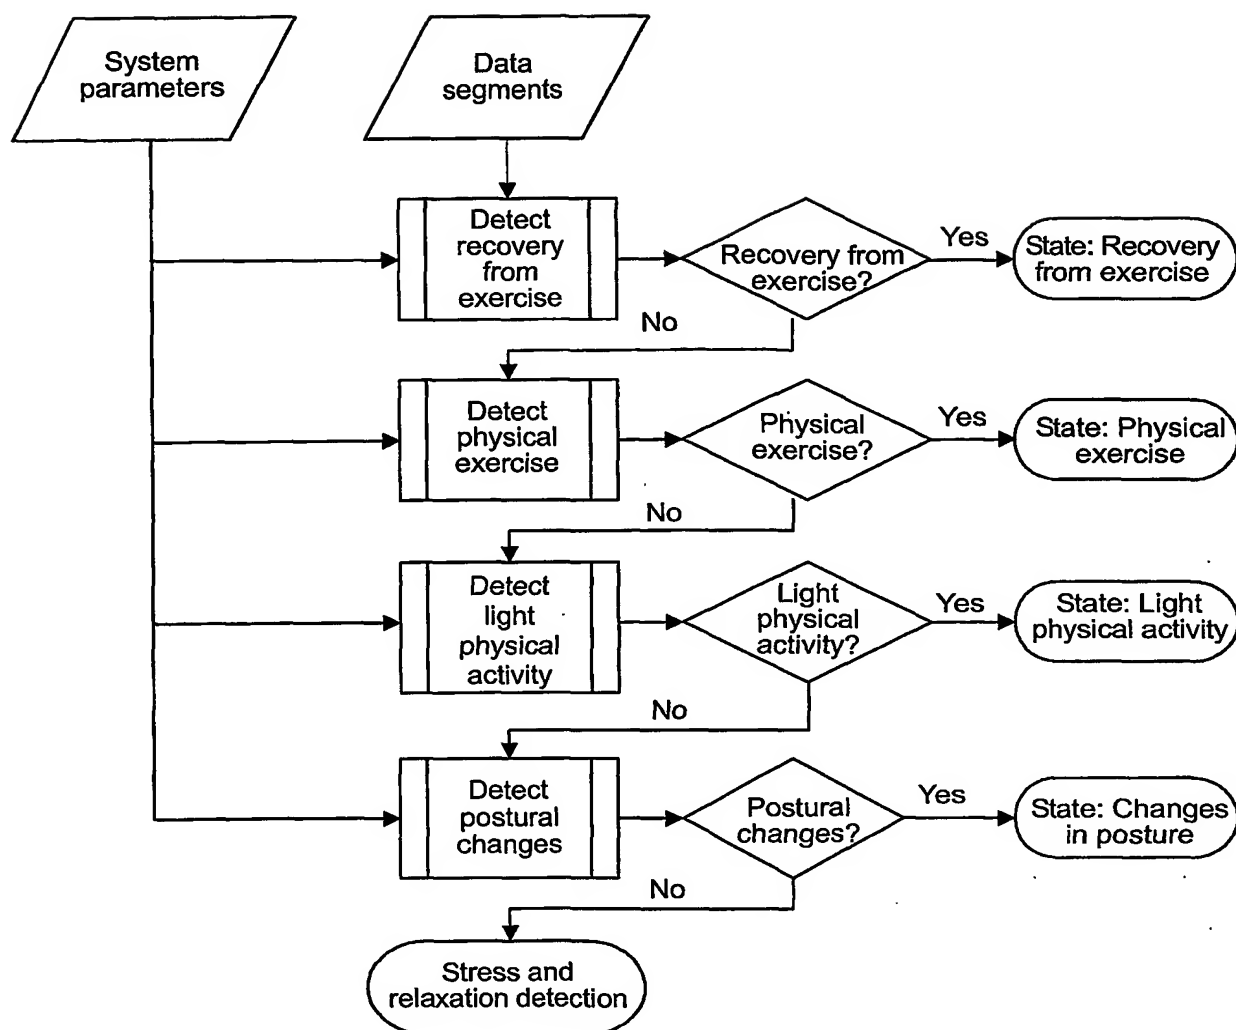 System
parameters
Data
segments
Detect
recovery
from
exercise
Recovery from
exercise?
Yes
State: Recovery
from exercise
No
Detect
physical
exercise
Physical
exercise?
Yes
State: Physical
exercise
No
Detect
light
physical
activity
Light
physical
activity?
Yes
State: Light
physical activity
No
Detect
postural
changes
Postural
changes?
Yes
State: Changes
in posture
No
Stress and
relaxation detection